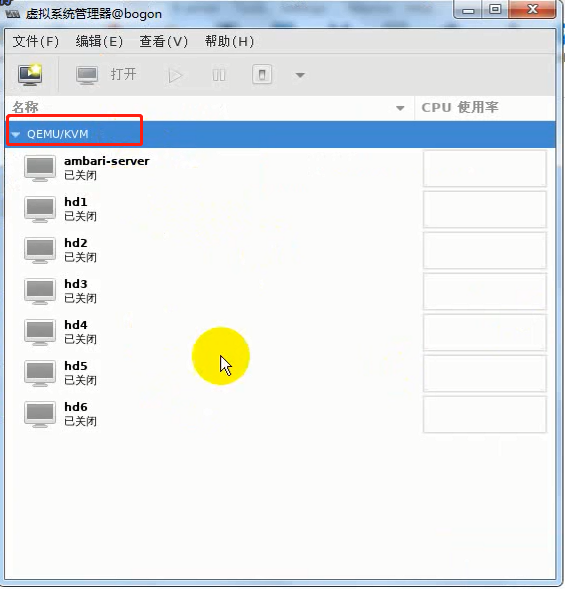 虚拟系统管理器@bogon
文件(F) 编辑(E) 查看(V) 帮助(H)
打开
名称 CPU 使用率
QEMU/KVM
ambari-server
已关闭
hd1
已关闭
hd2
已关闭
hd3
已关闭
hd4
已关闭
hd5
已关闭
hd6
已关闭